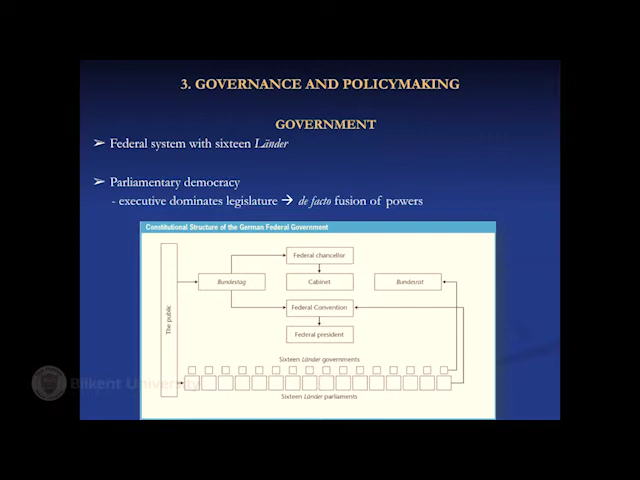 3. GOVERNANCE AND POLICYMAKING
GOVERNMENT
➢ Federal system with sixteen Länder
➢ Parliamentary democracy
- executive dominates legislature → de facto fusion of powers
Constitutional Structure of the German Federal Government
The public
Federal chancellor
Bundestag
Cabinet
Bundesrat
Federal Convention
Federal president
Sixteen Länder governments
Sixteen Länder parliaments
Bilkent University